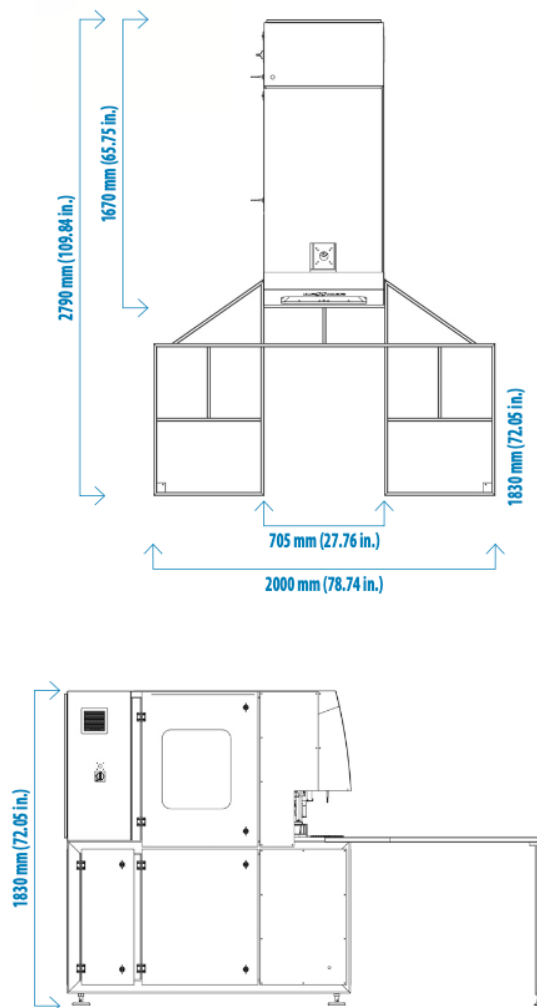 1670 mm (65.75 in.)
2790 mm (109.84 in.)
1830 mm (72.05 in.)
705 mm (27.76 in.)
2000 mm (78.74 in.)
1830 mm (72.05 in.)